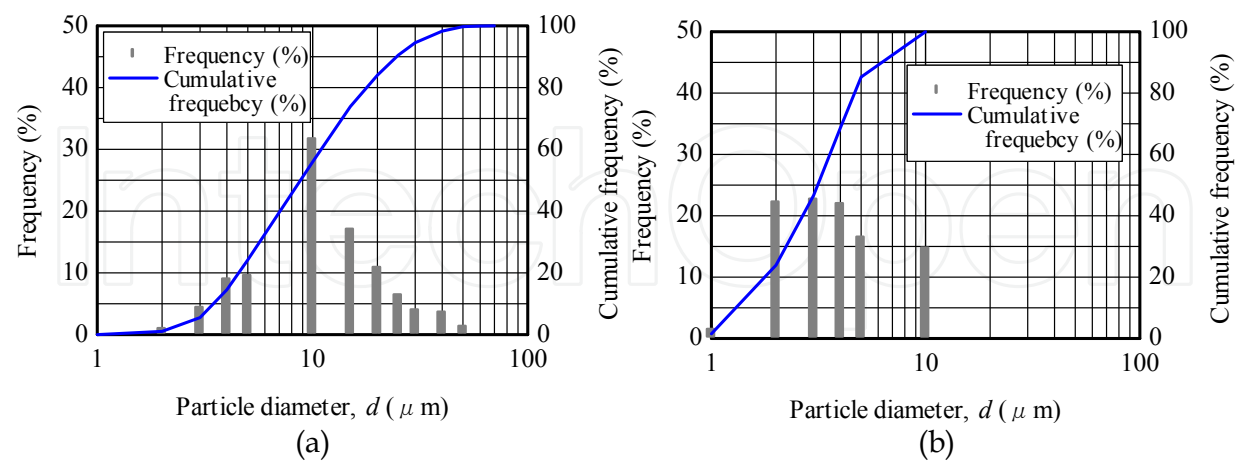 50
40
30
20
10
0
Frequency (%)
Frequency (%)
Cumulative
frequebcy (%)
100
80
60
40
20
0
Cumulative frequency (%)
1
10
100
Particle diameter, d ( μ m)
(a)
50
40
30
20
10
0
Frequency (%)
Frequency (%)
Cumulative
frequebcy (%)
100
80
60
40
20
0
Cumulative frequency (%)
1
10
100
Particle diameter, d ( μ m)
(b)
IntechOpen